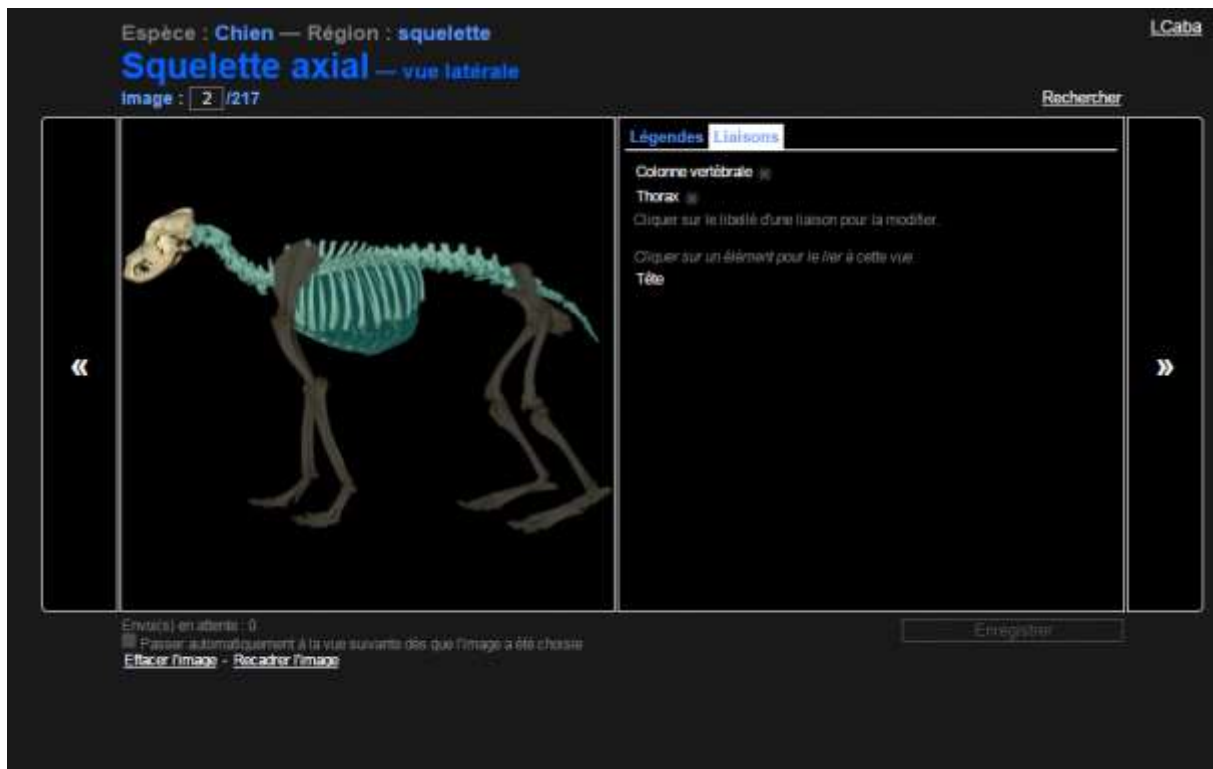 Espèce : Chien — Région : squelette
LCaba
Squelette axial — vue latérale
Image : 2 /217
Rechercher
Légendes Liaisons
Colonne vertébrale
Thorax
Cliquer sur le libellé d'une liaison pour la modifier.
Cliquer sur un élément pour le lier à cette vue
Tête
«
»
Envoi(s) en attente : 0
Passer automatiquement à la vue suivante dès que l'image a été choisie
Enregistrer
Effacer l'image - Recadrer l'image